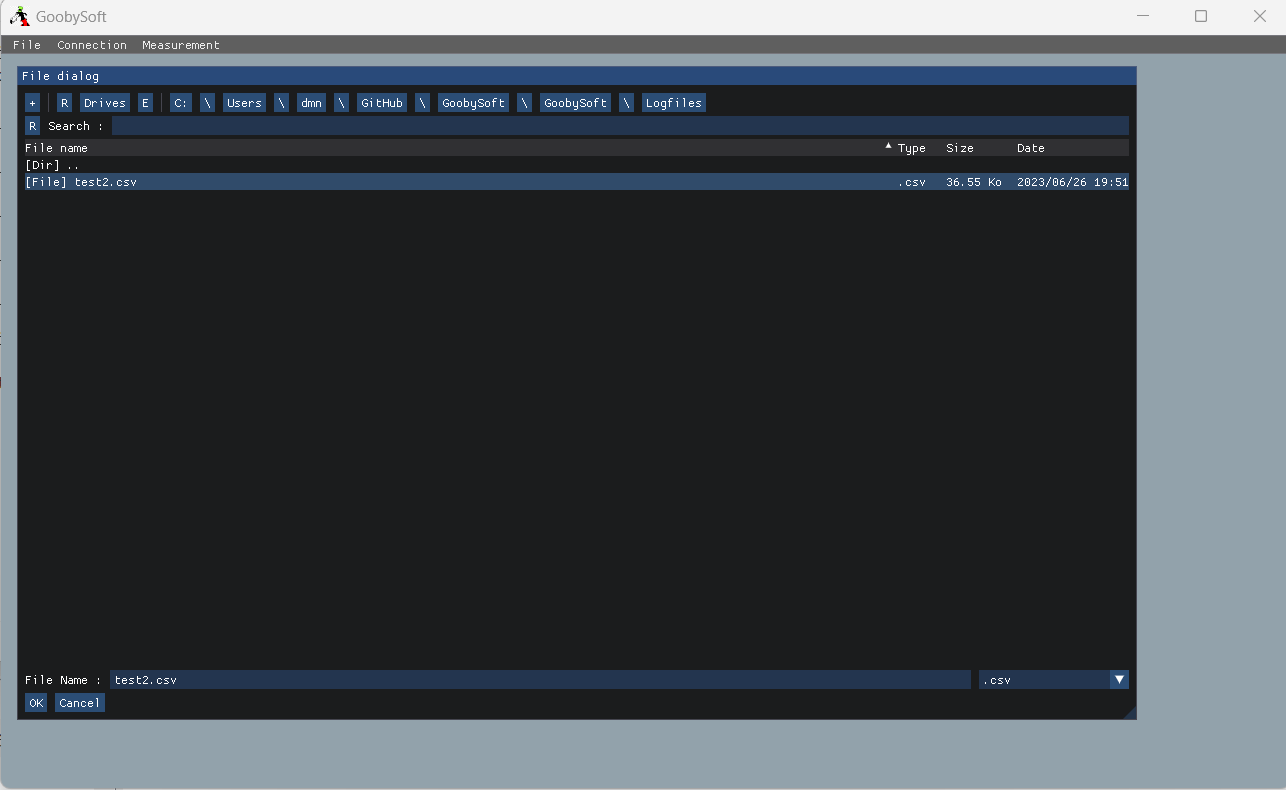 GoobySoft
File Connection Measurement
File dialog
+ R Drives E C: \ Users \ dmn \ GitHub \ GoobySoft \ GoobySoft \ Logfiles
R Search :
File name Type Size Date
[Dir] ..
[File] test2.csv .csv 36.55 Ko 2023/06/26 19:51
File Name : test2.csv .csv
OK Cancel